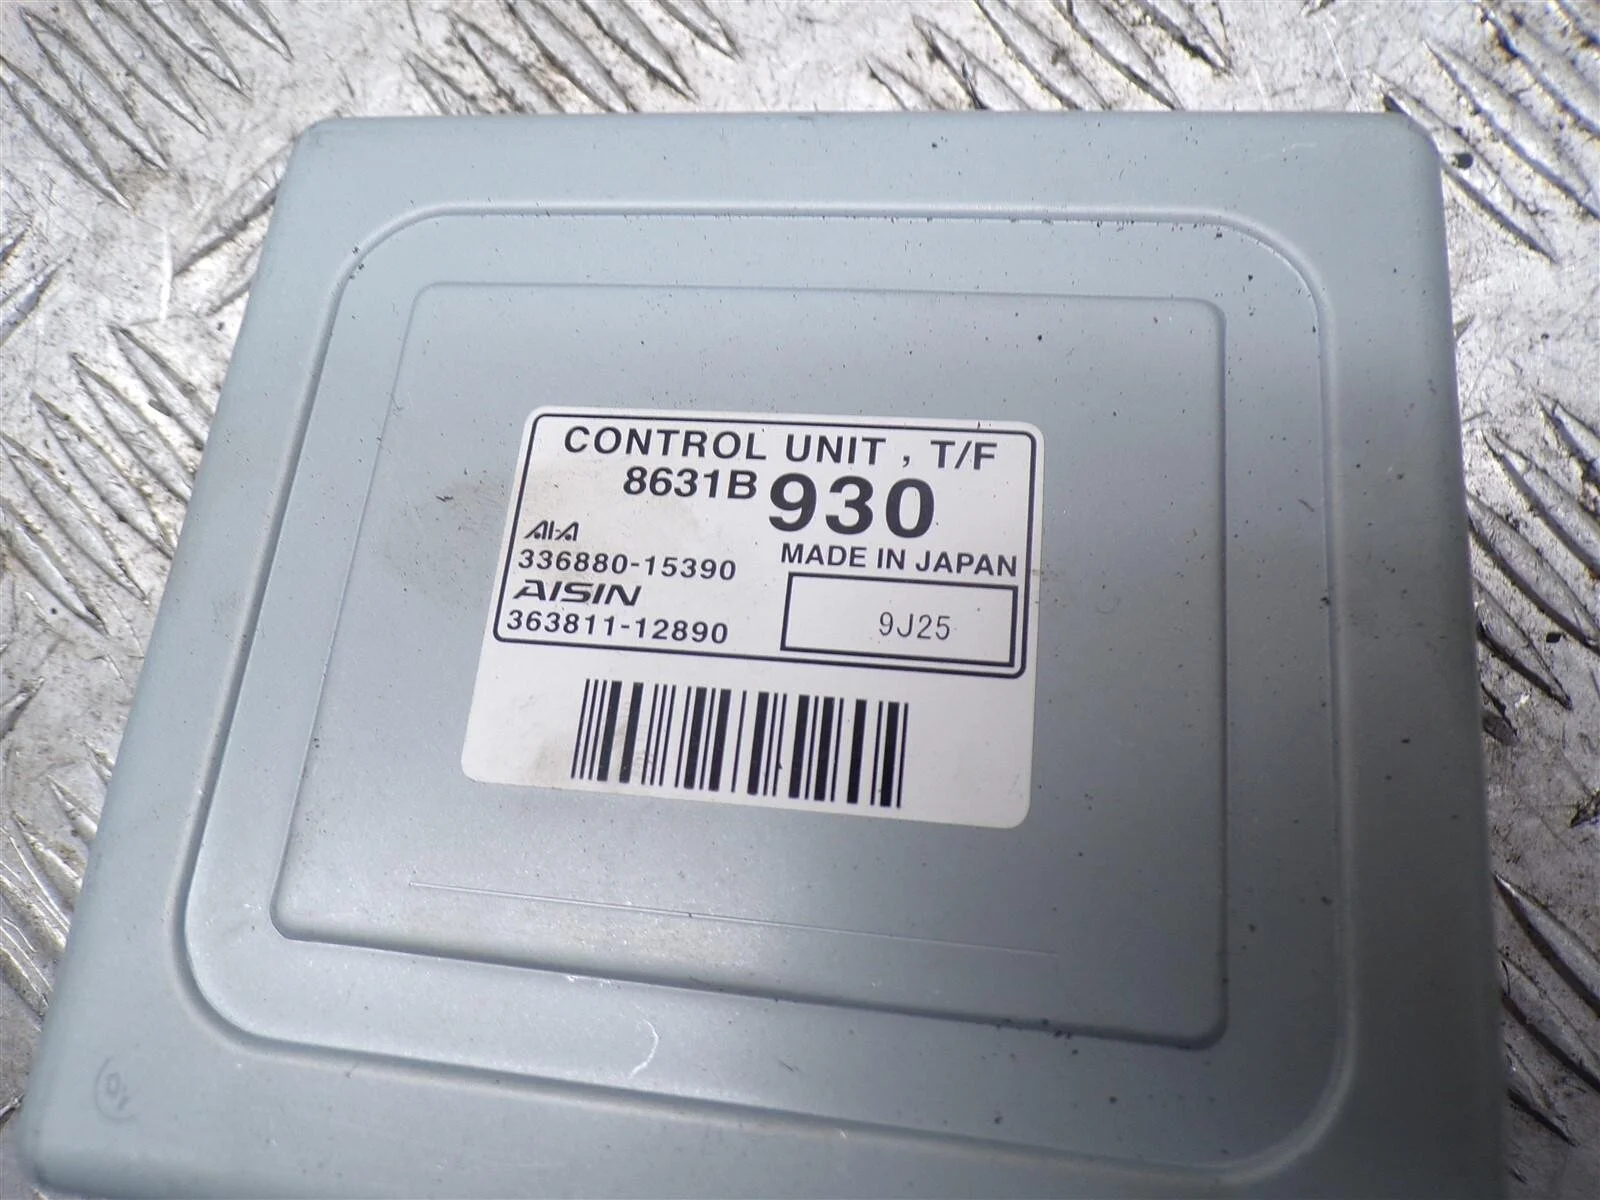 CONTROL UNIT , T/F
8631B 930
AI-A
336880-15390
MADE IN JAPAN
AISIN
363811-12890
9J25